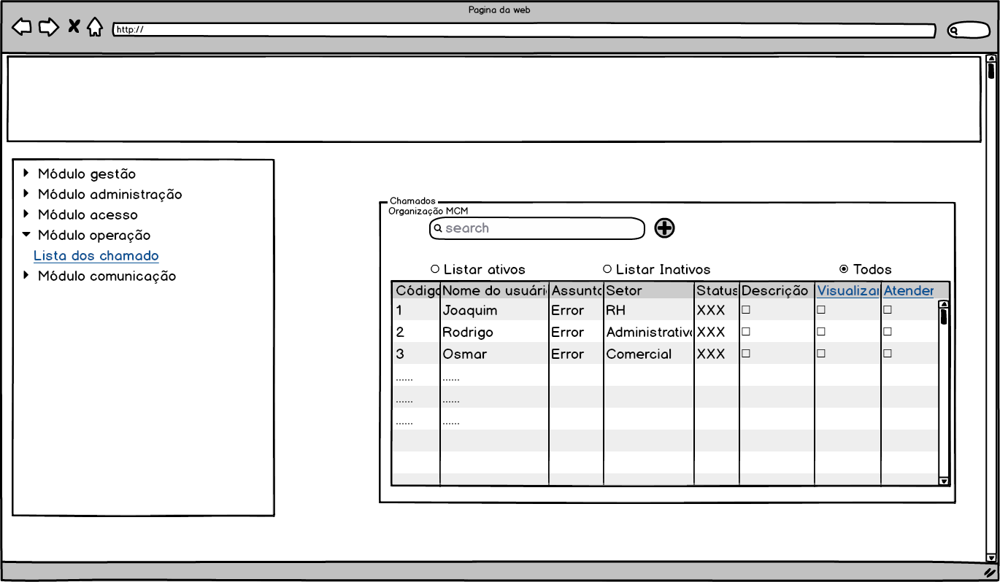 Pagina da web
http://
Módulo gestão
Módulo administração
Módulo acesso
Módulo operação
Lista dos chamado
Módulo comunicação
Chamados
Organização MCM
search
Listar ativos Listar Inativos Todos
Código Nome do usuári Assunto Setor Status Descrição Visualizar Atender
1 Joaquim Error RH XXX
2 Rodrigo Error Administrativo XXX
3 Osmar Error Comercial XXX
...... ......
...... ......
...... ......